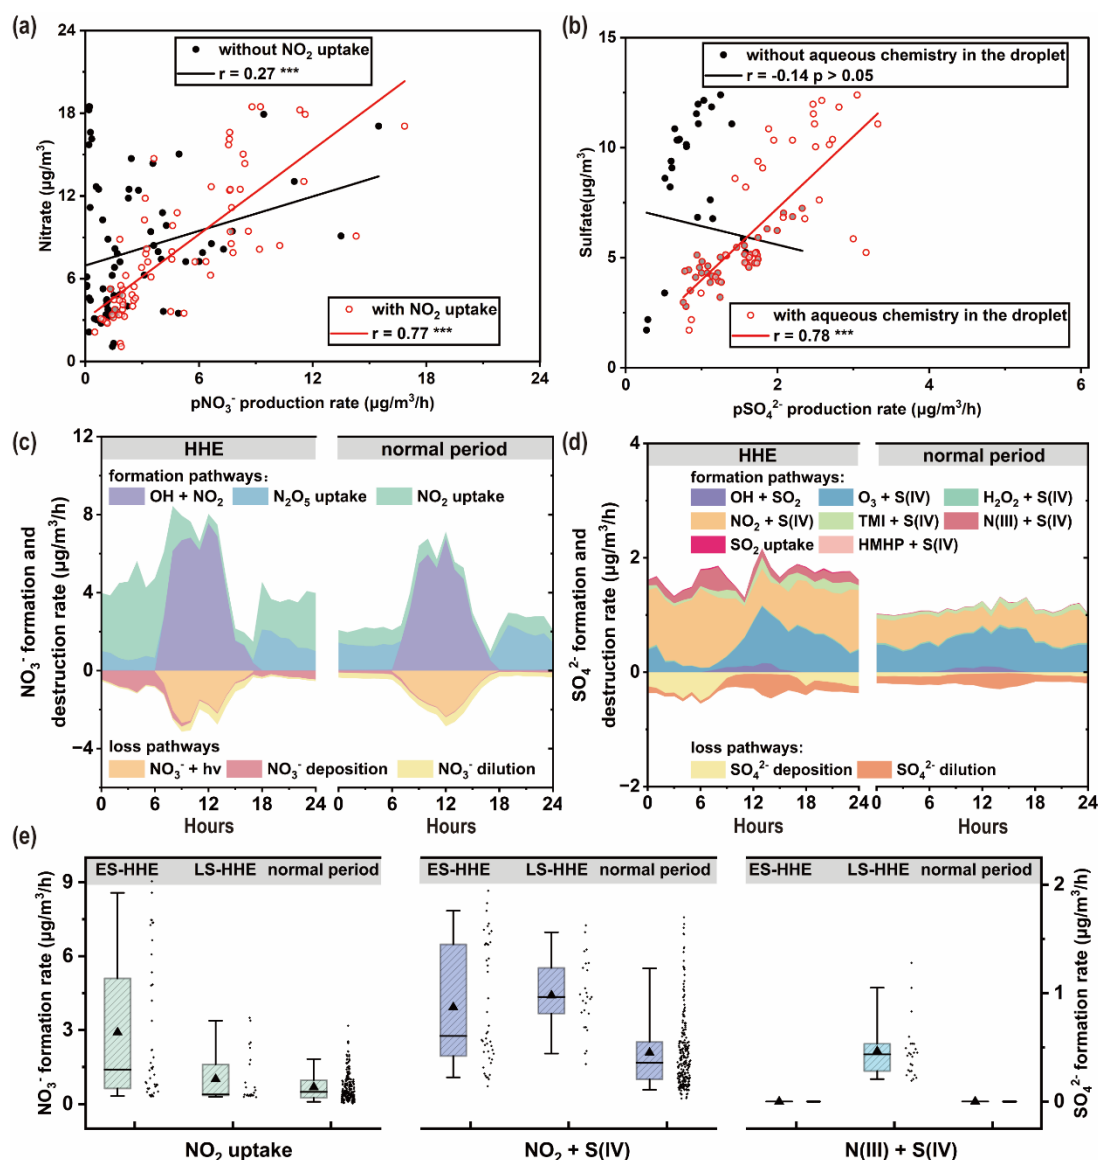 (a)
24
18
12
6
0
Nitrate (μg/m³)
without NO₂ uptake
r = 0.27 ***
with NO₂ uptake
r = 0.77 ***
0 6 12 18 24
pNO₃⁻ production rate (μg/m³/h)
(b)
15
10
5
0
Sulfate(μg/m³)
without aqueous chemistry in the droplet
r = -0.14 p > 0.05
with aqueous chemistry in the droplet
r = 0.78 ***
0 2 4 6
pSO₄²⁻ production rate (μg/m³/h)
(c)
12
8
4
0
−4
NO₃⁻ formation and
destruction rate (μg/m³/h)
HHE normal period
formation pathways:
OH + NO₂ N₂O₅ uptake NO₂ uptake
loss pathways
NO₃⁻ + hv NO₃⁻ deposition NO₃⁻ dilution
0 6 12 18 24 0 6 12 18 24
Hours Hours
(d)
4
2
0
−2
SO₄²⁻ formation and
destruction rate (μg/m³/h)
HHE normal period
formation pathways:
OH + SO₂ O₃ + S(IV) H₂O₂ + S(IV)
NO₂ + S(IV) TMI + S(IV) N(III) + S(IV)
SO₂ uptake HMHP + S(IV)
loss pathways:
SO₄²⁻ deposition SO₄²⁻ dilution
0 6 12 18 24 0 6 12 18 24
Hours Hours
(e)
9
6
3
0
NO₃⁻ formation rate (μg/m³/h)
ES-HHE LS-HHE normal period
ES-HHE LS-HHE normal period
ES-HHE LS-HHE normal period
2
1
0
SO₄²⁻ formation rate (μg/m³/h)
NO₂ uptake NO₂ + S(IV) N(III) + S(IV)